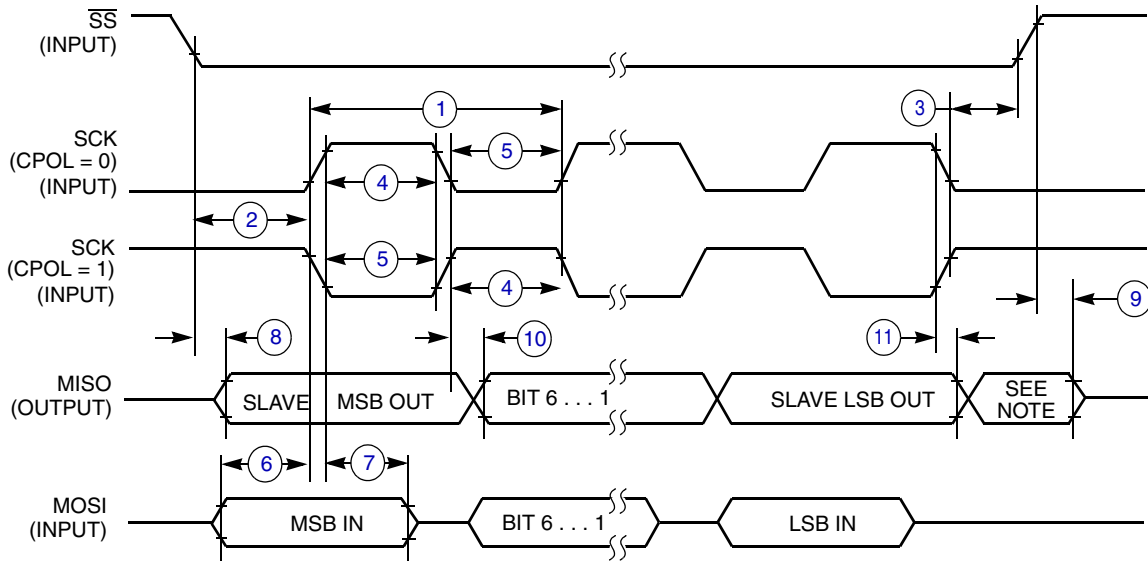 SS
(INPUT)
1
3
SCK
(CPOL = 0)
(INPUT)
5
4
2
SCK
(CPOL = 1)
(INPUT)
5
4
9
8
10
11
MISO
(OUTPUT)
SLAVE MSB OUT
BIT 6 . . . 1
SLAVE LSB OUT
SEE
NOTE
6
7
MOSI
(INPUT)
MSB IN
BIT 6 . . . 1
LSB IN